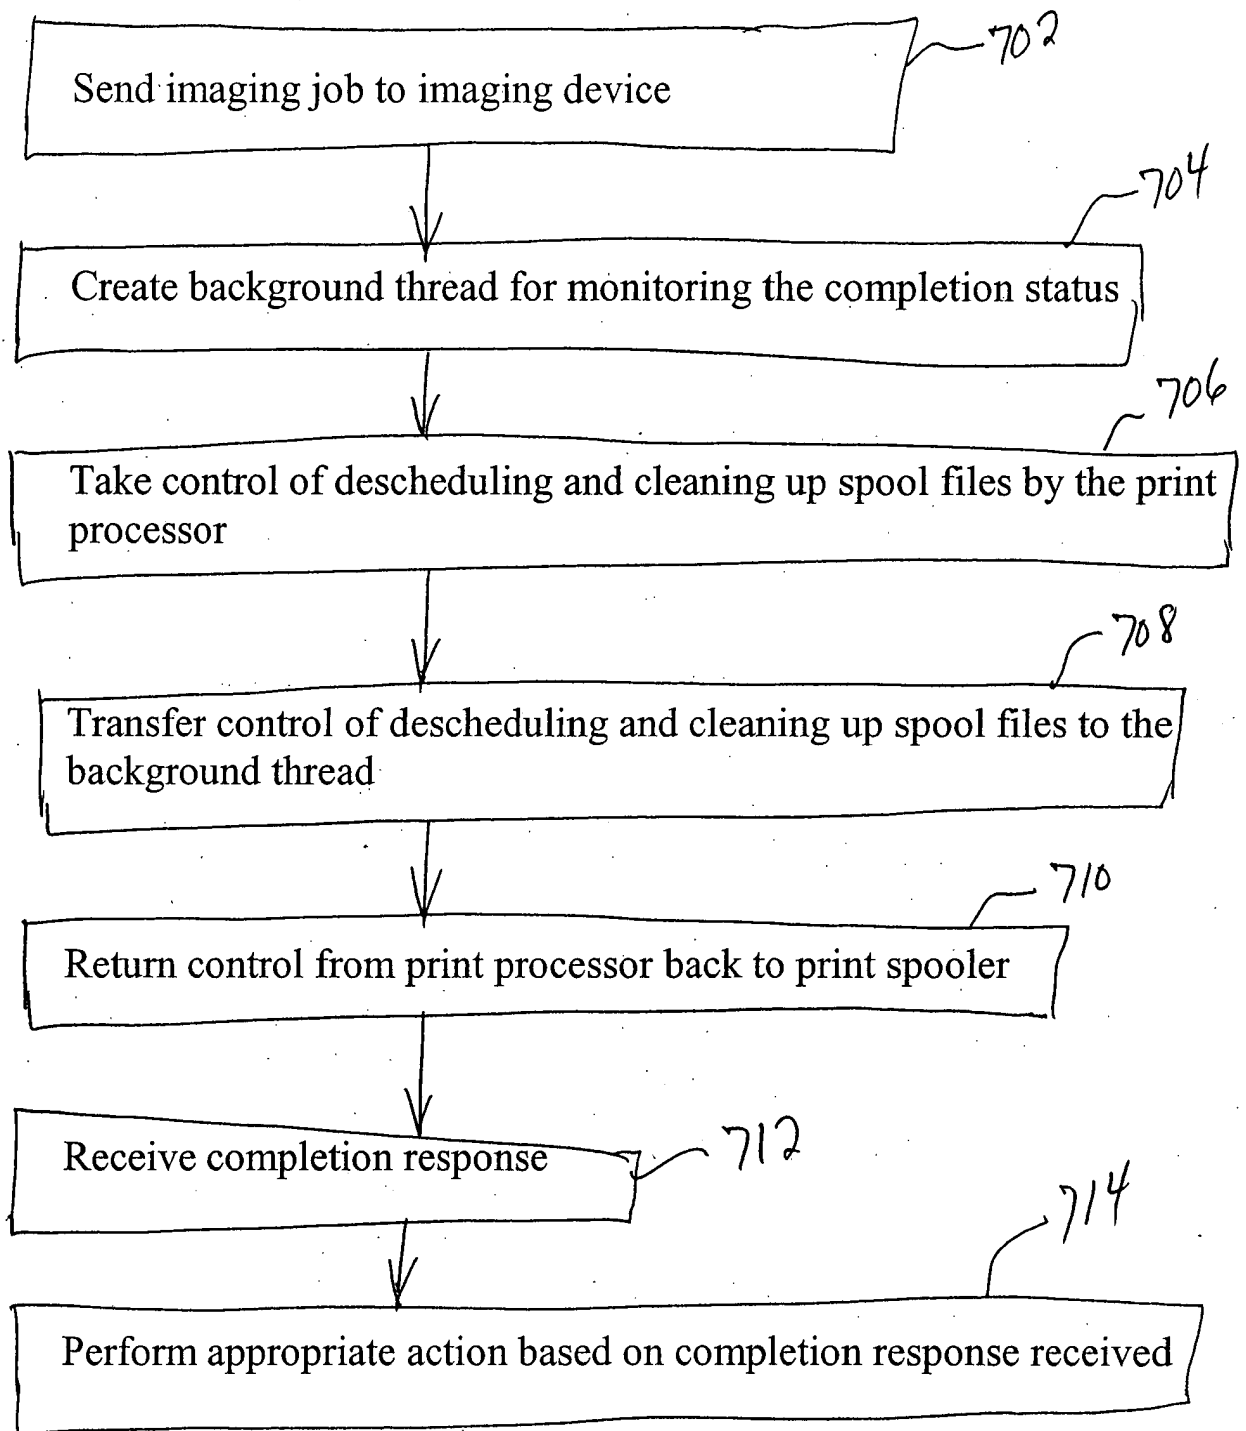 702
Send imaging job to imaging device
704
Create background thread for monitoring the completion status
706
Take control of descheduling and cleaning up spool files by the print
processor
708
Transfer control of descheduling and cleaning up spool files to the
background thread
710
Return control from print processor back to print spooler
712
Receive completion response
714
Perform appropriate action based on completion response received